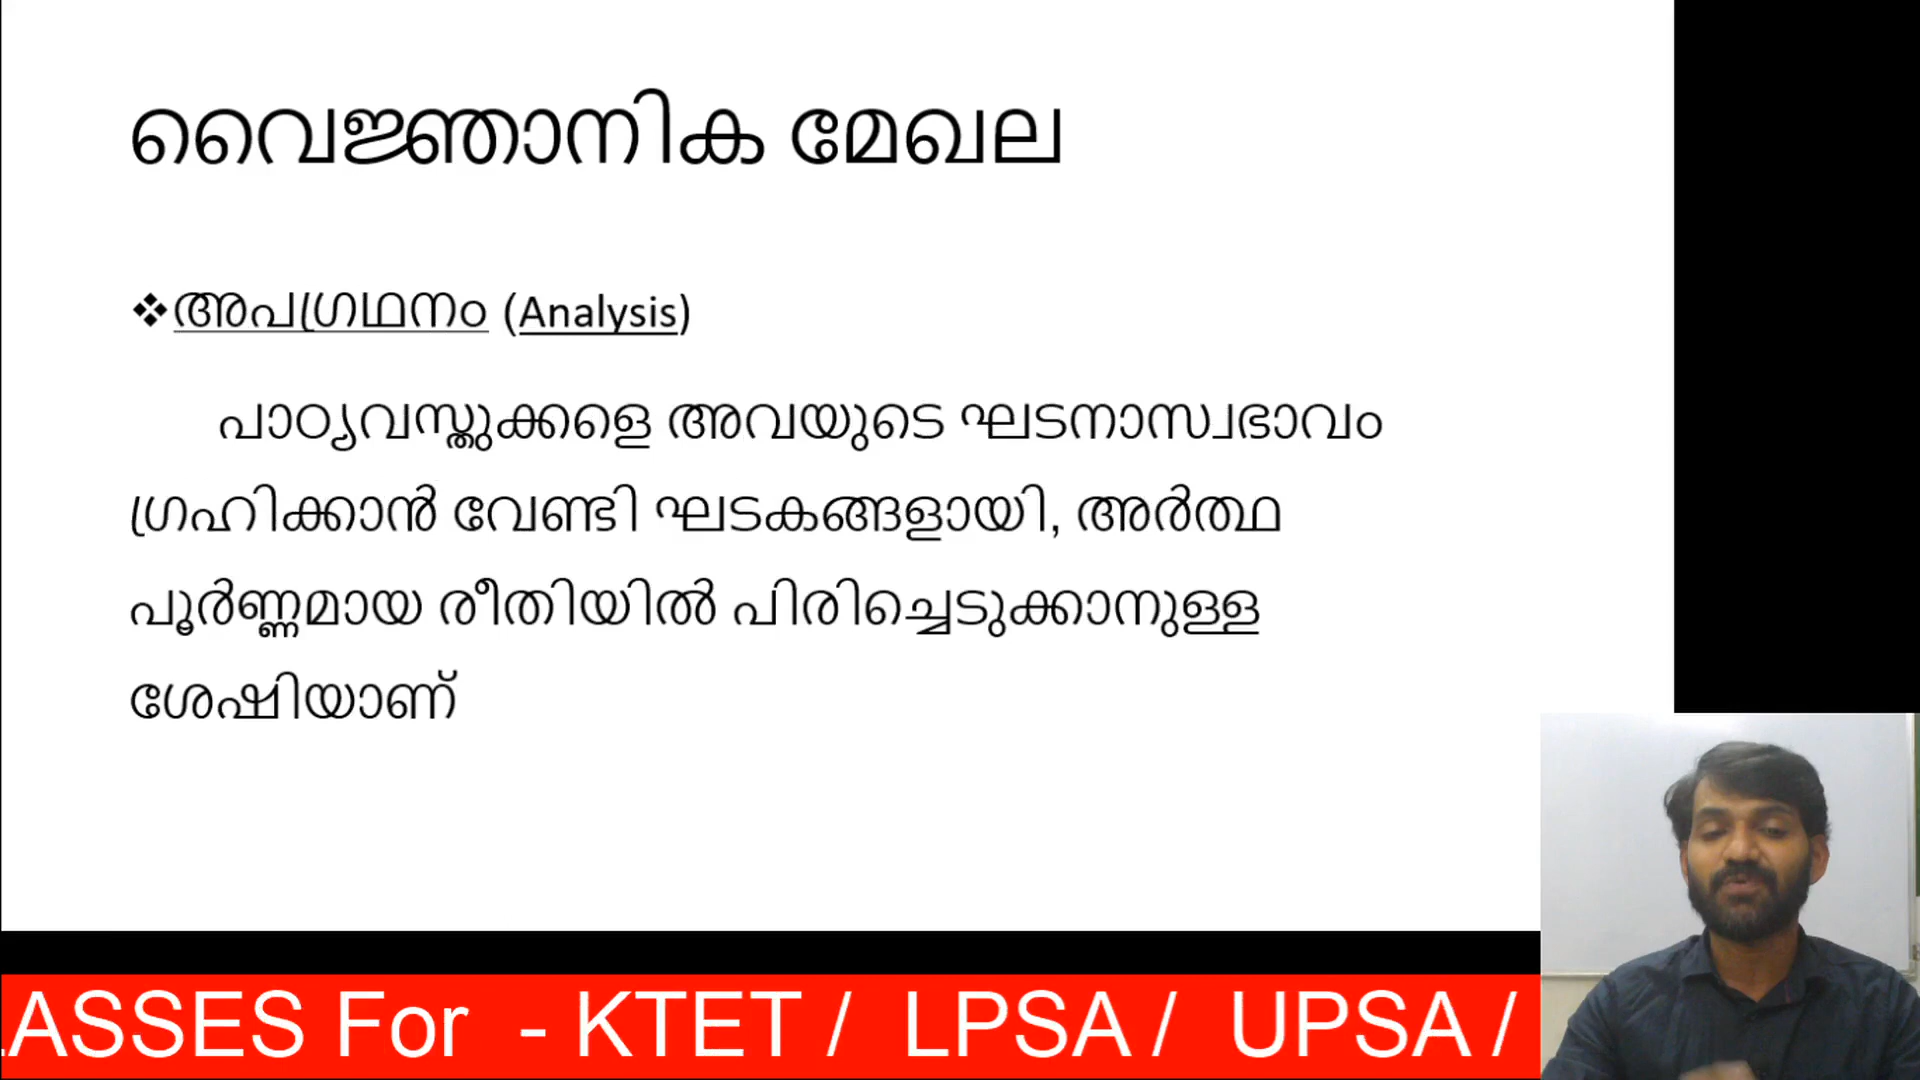 വൈജ്ഞാനിക മേഖല
❖അപഗ്രഥനം (Analysis)
പാഠ്യവസ്തുക്കളെ അവയുടെ ഘടനാസ്വഭാവം
ഗ്രഹിക്കാൻ വേണ്ടി ഘടകങ്ങളായി, അർത്ഥ
പൂർണ്ണമായ രീതിയിൽ പിരിച്ചെടുക്കാനുള്ള
ശേഷിയാണ്
ASSES For - KTET / LPSA / UPSA /